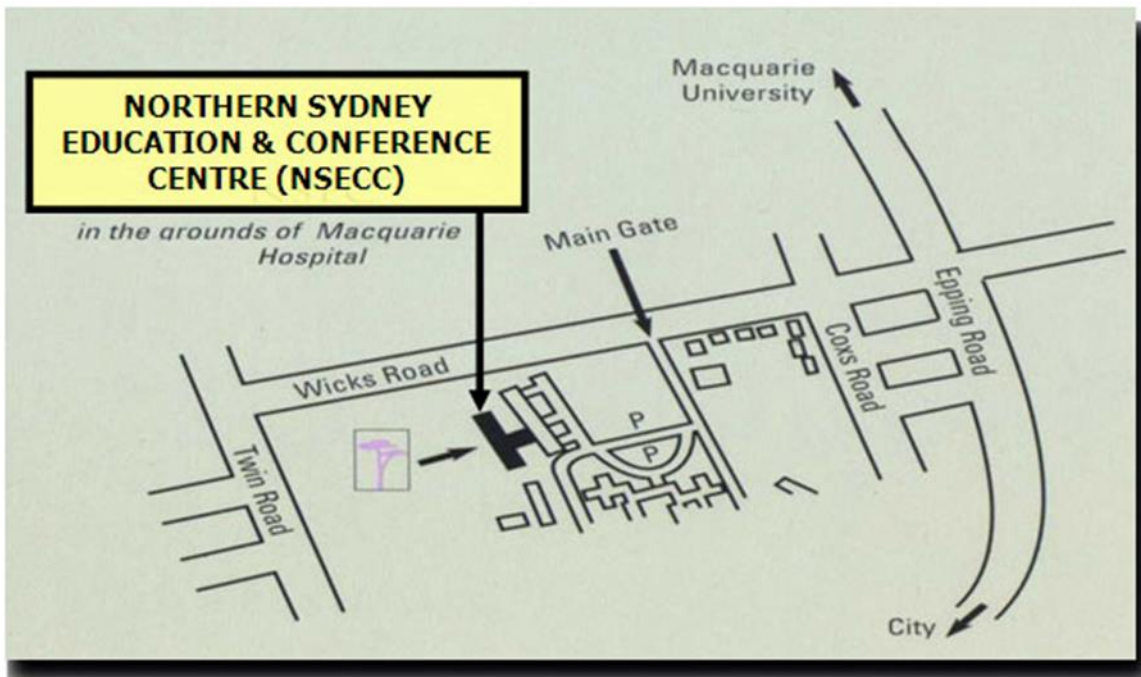 Macquarie
University
NORTHERN SYDNEY
EDUCATION & CONFERENCE
CENTRE (NSECC)
in the grounds of Macquarie
Hospital
Main Gate
Epping Road
Coxs Road
Wicks Road
P
P
Twin Road
City